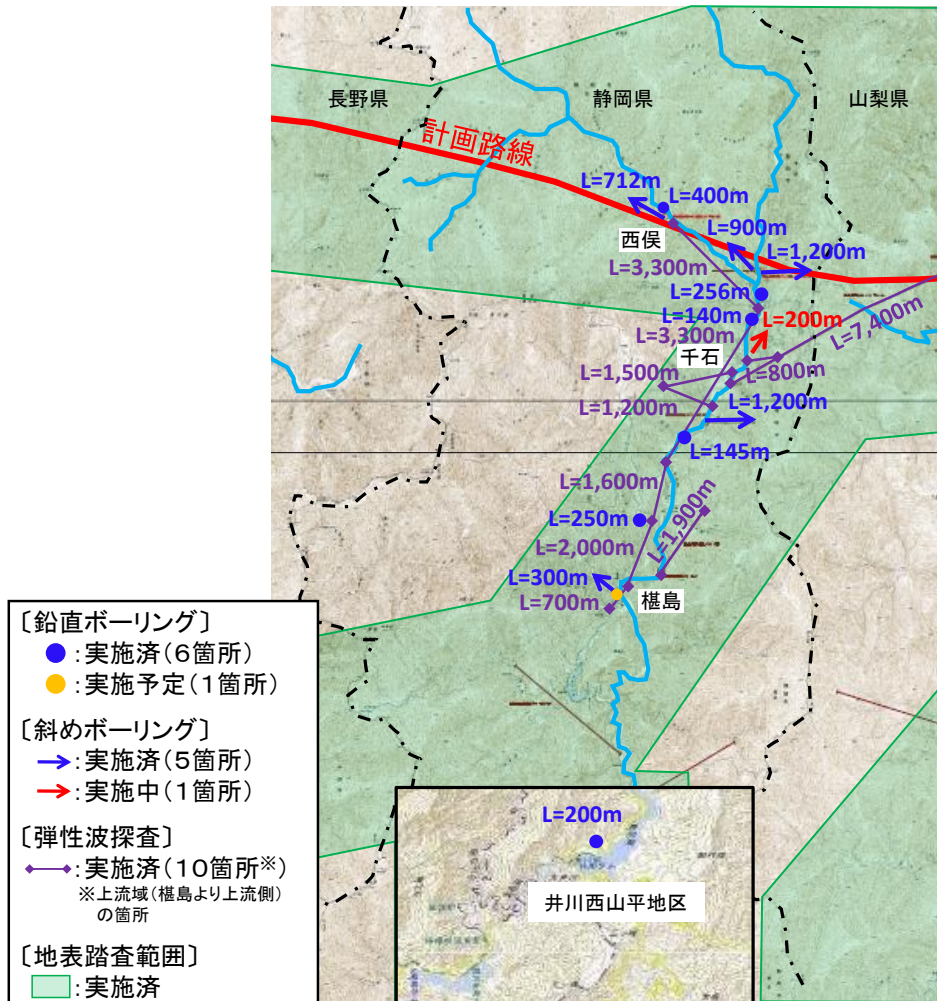 長野県
静岡県
山梨県
計画路線
L=712m
L=400m
西俣
L=900m
L=1,200m
L=3,300m
L=256m
L=140m
L=200m
L=3,300m
L=7,400m
千石
L=1,500m
L=800m
L=1,200m
L=1,200m
L=145m
L=1,600m
L=250m
L=1,900m
L=2,000m
L=300m
L=700m
椹島
〔鉛直ボーリング〕
:実施済(6箇所)
:実施予定(1箇所)
〔斜めボーリング〕
:実施済(5箇所)
:実施中(1箇所)
〔弾性波探査〕
:実施済(10箇所※)
※上流域(椹島より上流側)
の箇所
〔地表踏査範囲〕
:実施済
L=200m
井川西山平地区